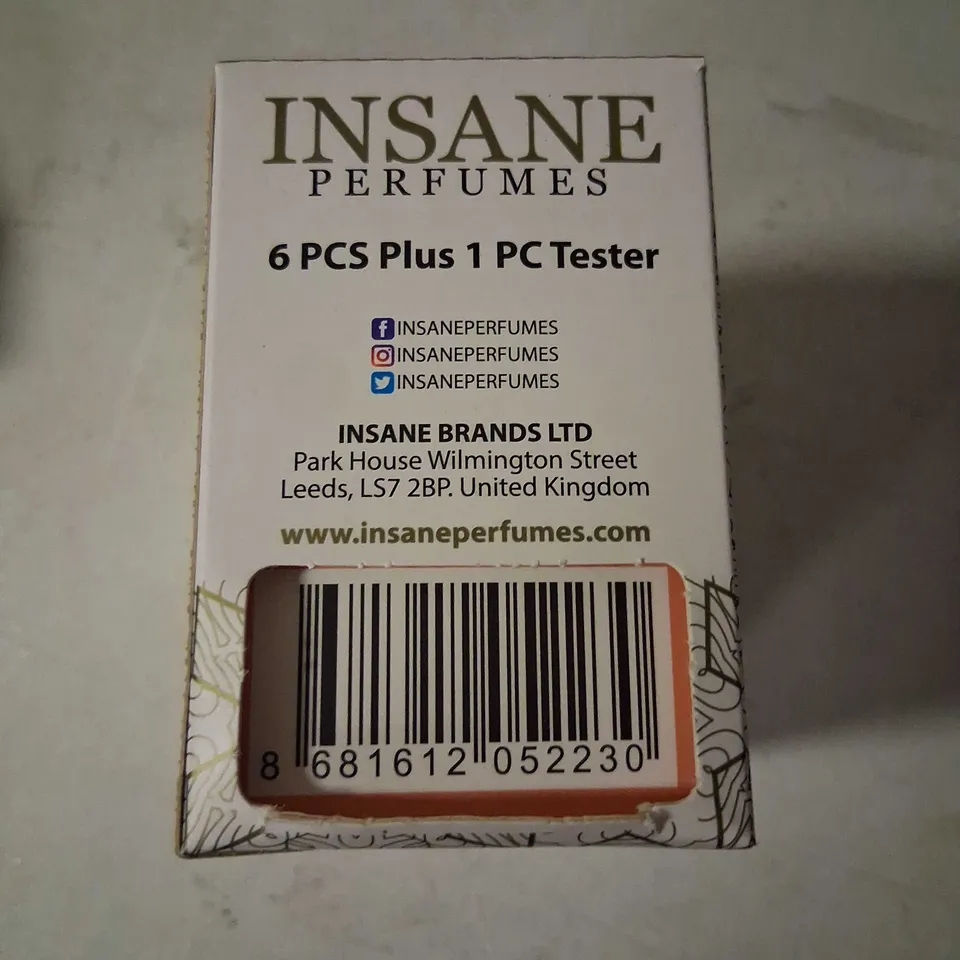 INSANE
PERFUMES
6 PCS Plus 1 PC Tester
INSANEPERFUMES
INSANEPERFUMES
INSANEPERFUMES
INSANE BRANDS LTD
Park House Wilmington Street
Leeds, LS7 2BP. United Kingdom
www.insaneperfumes.com
8 681612 052230